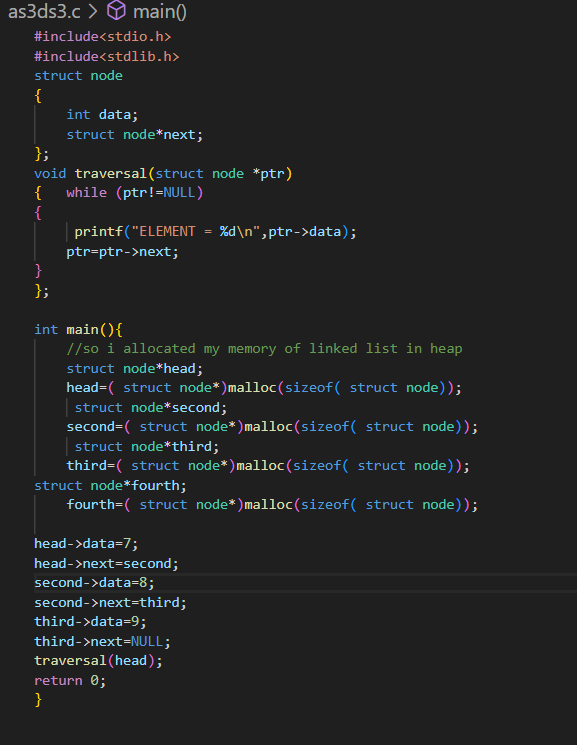 as3ds3.c > main()
#include<stdio.h>
#include<stdlib.h>
struct node
{
    int data;
    struct node*next;
};
void traversal(struct node *ptr)
{   while (ptr!=NULL)
{
     printf("ELEMENT = %d\n",ptr->data);
    ptr=ptr->next;
}
};

int main(){
    //so i allocated my memory of linked list in heap
    struct node*head;
    head=( struct node*)malloc(sizeof( struct node));
     struct node*second;
    second=( struct node*)malloc(sizeof( struct node));
     struct node*third;
    third=( struct node*)malloc(sizeof( struct node));
struct node*fourth;
    fourth=( struct node*)malloc(sizeof( struct node));

head->data=7;
head->next=second;
second->data=8;
second->next=third;
third->data=9;
third->next=NULL;
traversal(head);
return 0;
}